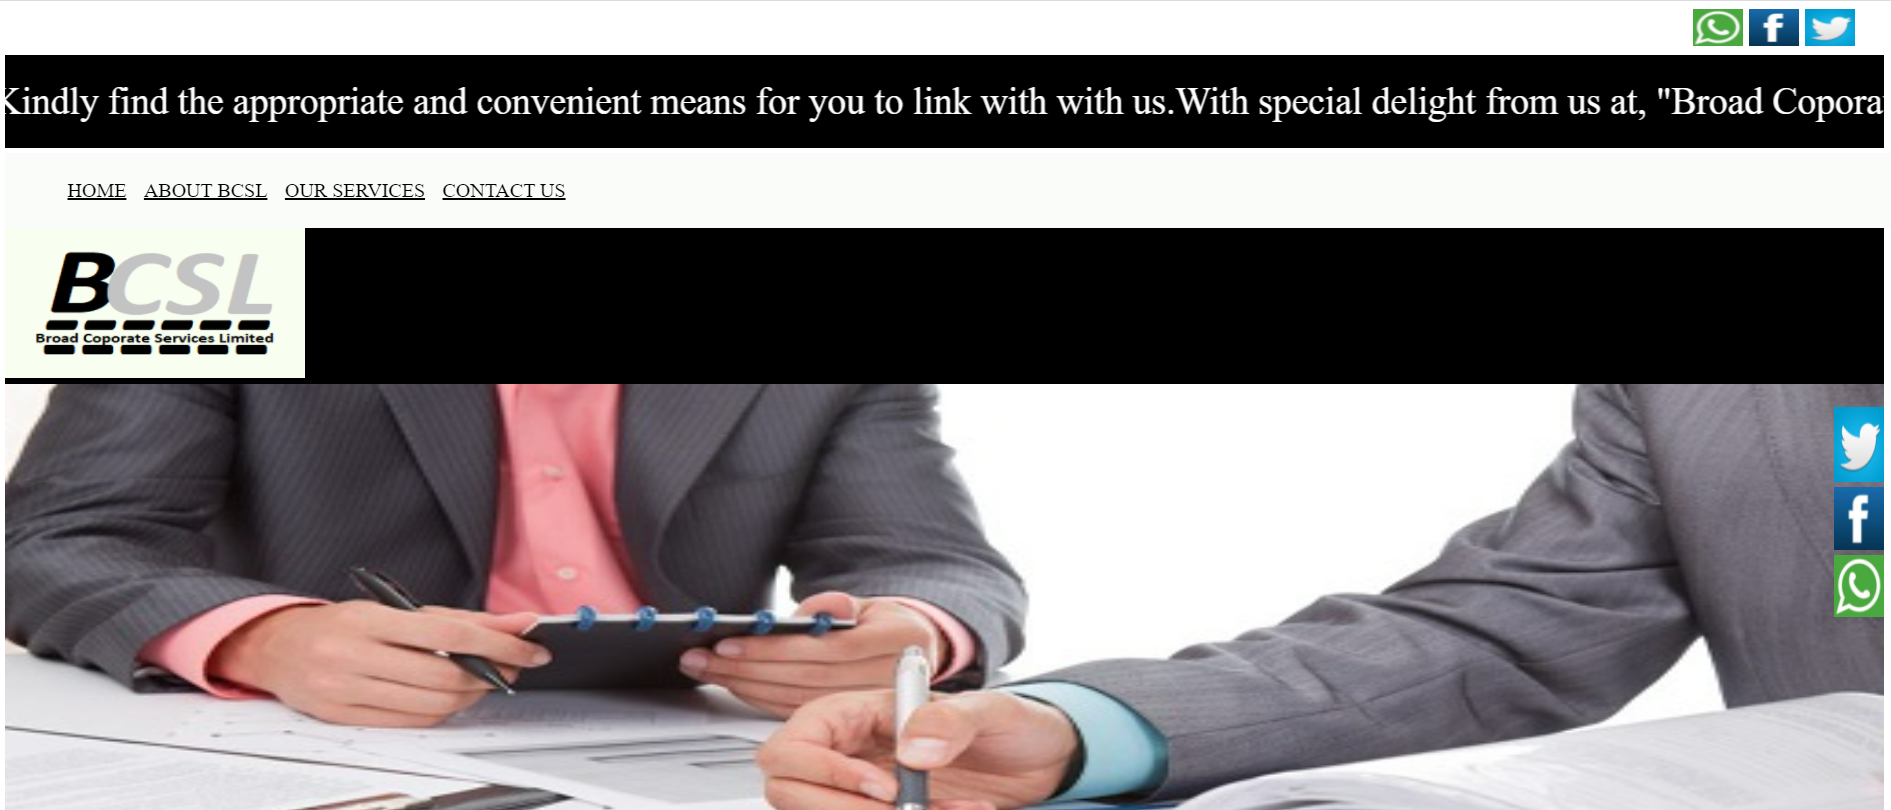 Kindly find the appropriate and convenient means for you to link with with us.With special delight from us at, "Broad Copora
HOME ABOUT BCSL OUR SERVICES CONTACT US
BCSL
Broad Coporate Services Limited